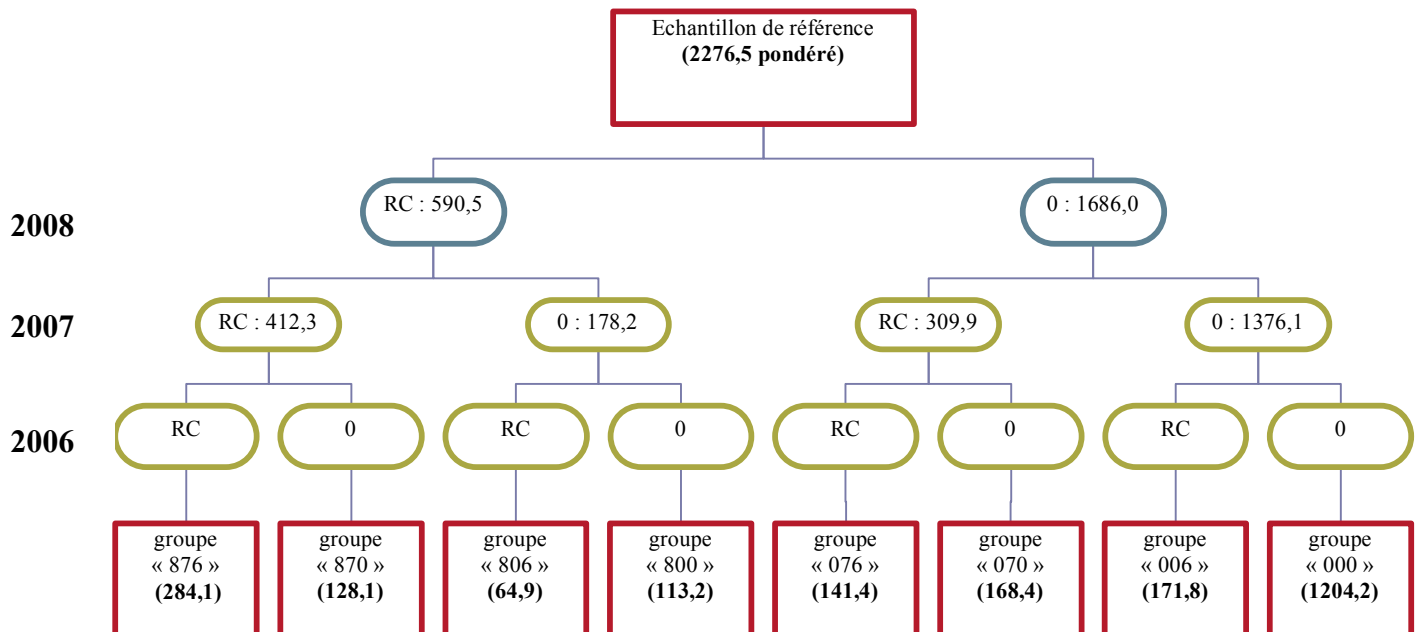 Echantillon de référence
(2276,5 pondéré)
2008
RC : 590,5
0 : 1686,0
2007
RC : 412,3
0 : 178,2
RC : 309,9
0 : 1376,1
2006
RC
0
RC
0
RC
0
RC
0
groupe
« 876 »
(284,1)
groupe
« 870 »
(128,1)
groupe
« 806 »
(64,9)
groupe
« 800 »
(113,2)
groupe
« 076 »
(141,4)
groupe
« 070 »
(168,4)
groupe
« 006 »
(171,8)
groupe
« 000 »
(1204,2)